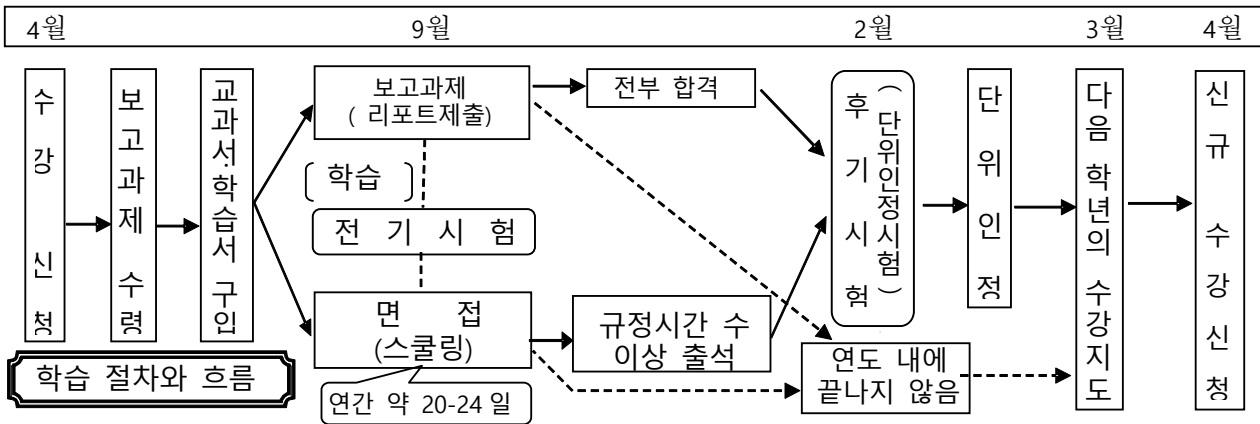 4월 9월 2월 3월 4월
수강 신청
보고과제 수령
교과서·학습서 구입
보고과제
( 리포트제출)
학습
전 기 시 험
면 접
(스쿨링)
연간 약 20-24 일
전부 합격
규정시간 수
이상 출석
후기시험
(단위인정시험)
연도 내에
끝나지 않음
단위인정
다음 학년의 수강지도
신규 수강신청
학습 절차와 흐름